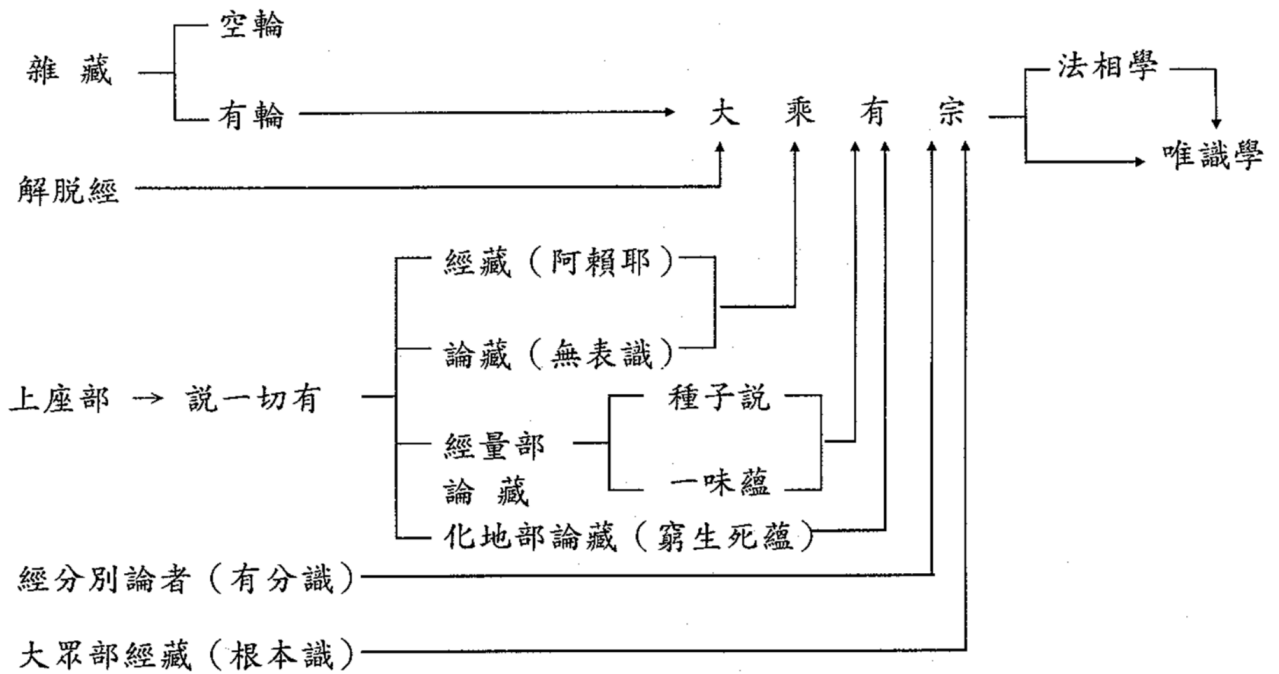 空輪
雜藏
有輪
大乘有宗
法相學
唯識學
解脫經
經藏（阿賴耶）
論藏（無表識）
上座部 → 說一切有
種子說
經量部
論藏
一味蘊
化地部論藏（窮生死蘊）
經分別論者（有分識）
大眾部經藏（根本識）